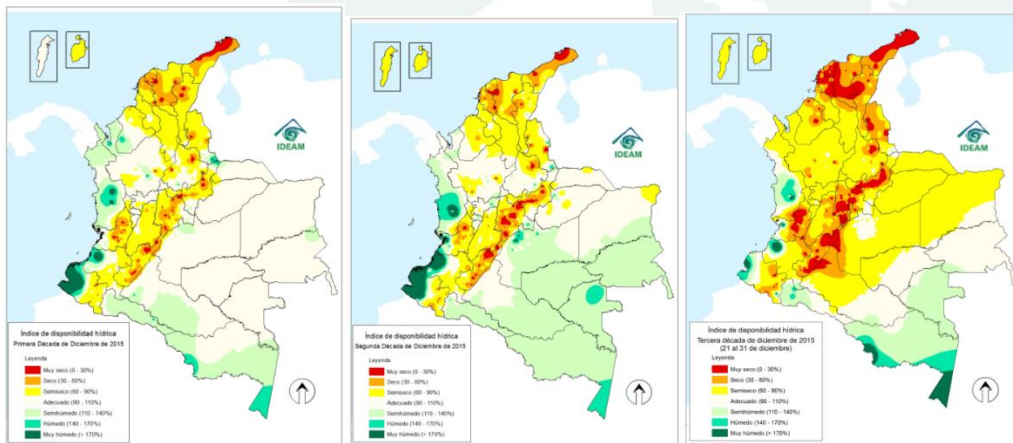 IDEAM
Índice de disponibilidad hídrica
Primera Década de Diciembre de 2015
Leyenda
Muy seco (0 - 30%)
Seco (30 - 60%)
Semiseco (60 - 90%)
Adecuado (90 - 110%)
Semihúmedo (110 - 140%)
Húmedo (140 - 170%)
Muy húmedo (> 170%)
IDEAM
Índice de disponibilidad hídrica
Segunda Década de Diciembre de 2015
Leyenda
Muy seco (0 - 30%)
Seco (30 - 60%)
Semiseco (60 - 90%)
Adecuado (90 - 110%)
Semihúmedo (110 - 140%)
Húmedo (140 - 170%)
Muy húmedo (> 170%)
IDEAM
Índice de disponibilidad hídrica
Tercera década de diciembre de 2015
(21 al 31 de diciembre)
Leyenda
Muy seco (0 - 30%)
Seco (30 - 60%)
Semiseco (60 - 90%)
Adecuado (90 - 110%)
Semihúmedo (110 - 140%)
Húmedo (140 - 170%)
Muy húmedo (> 170%)